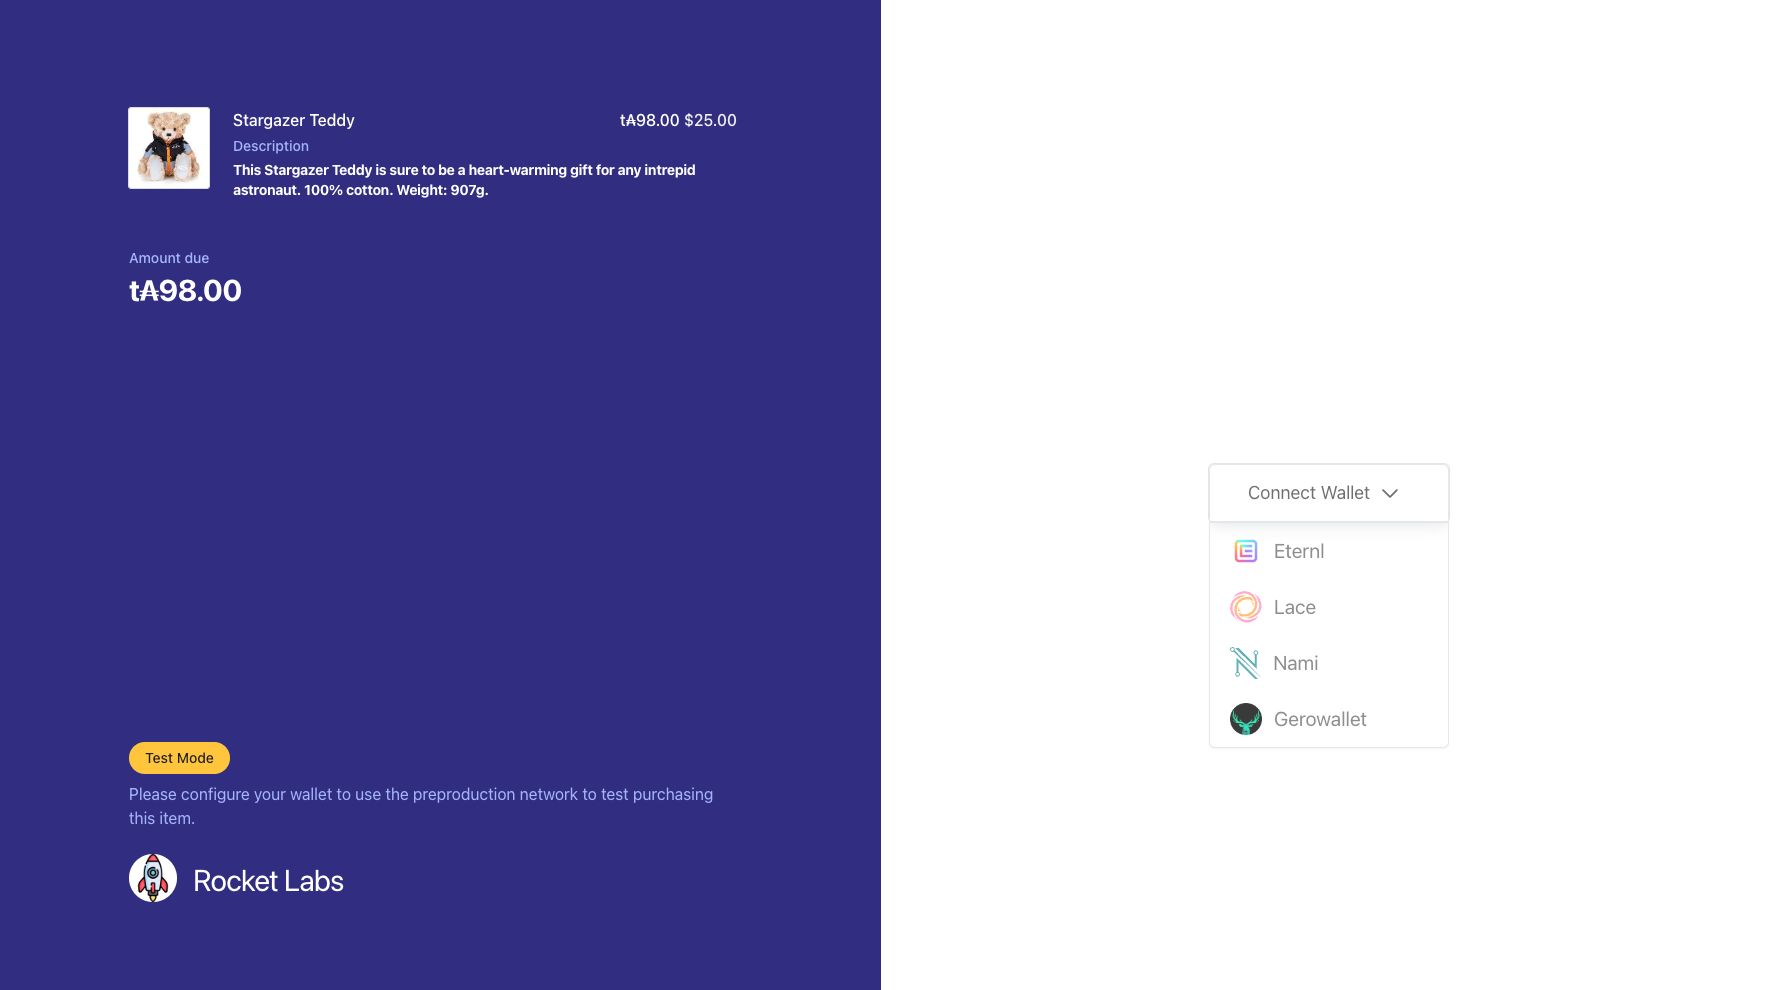 Stargazer Teddy
t₳98.00 $25.00
Description
This Stargazer Teddy is sure to be a heart-warming gift for any intrepid
astronaut. 100% cotton. Weight: 907g.
Amount due
t₳98.00
Test Mode
Please configure your wallet to use the preproduction network to test purchasing
this item.
Rocket Labs
Connect Wallet
Eternl
Lace
Nami
Gerowallet